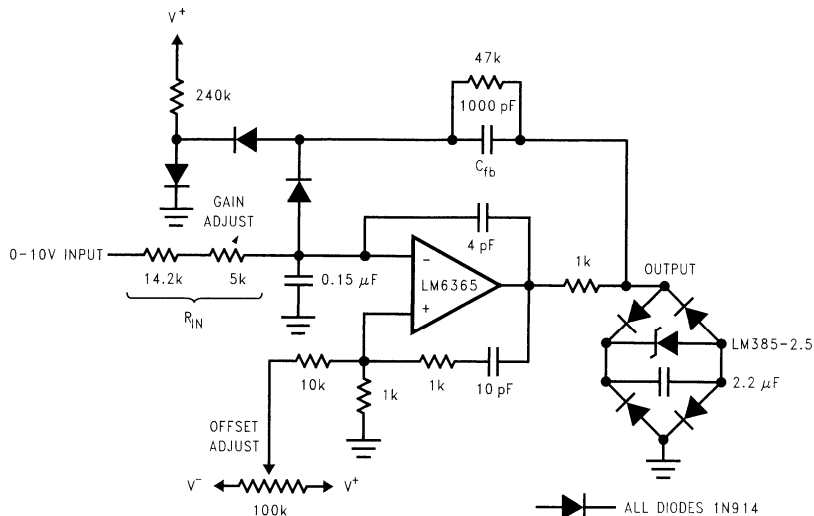 V+
240k
47k
1000 pF
Cfb
GAIN
ADJUST
0-10V INPUT
14.2k
5k
RIN
0.15 μF
4 pF
−
LM6365
+
1k
OUTPUT
LM385-2.5
2.2 μF
10k
1k
1k
10 pF
OFFSET
ADJUST
V-
V+
100k
ALL DIODES 1N914